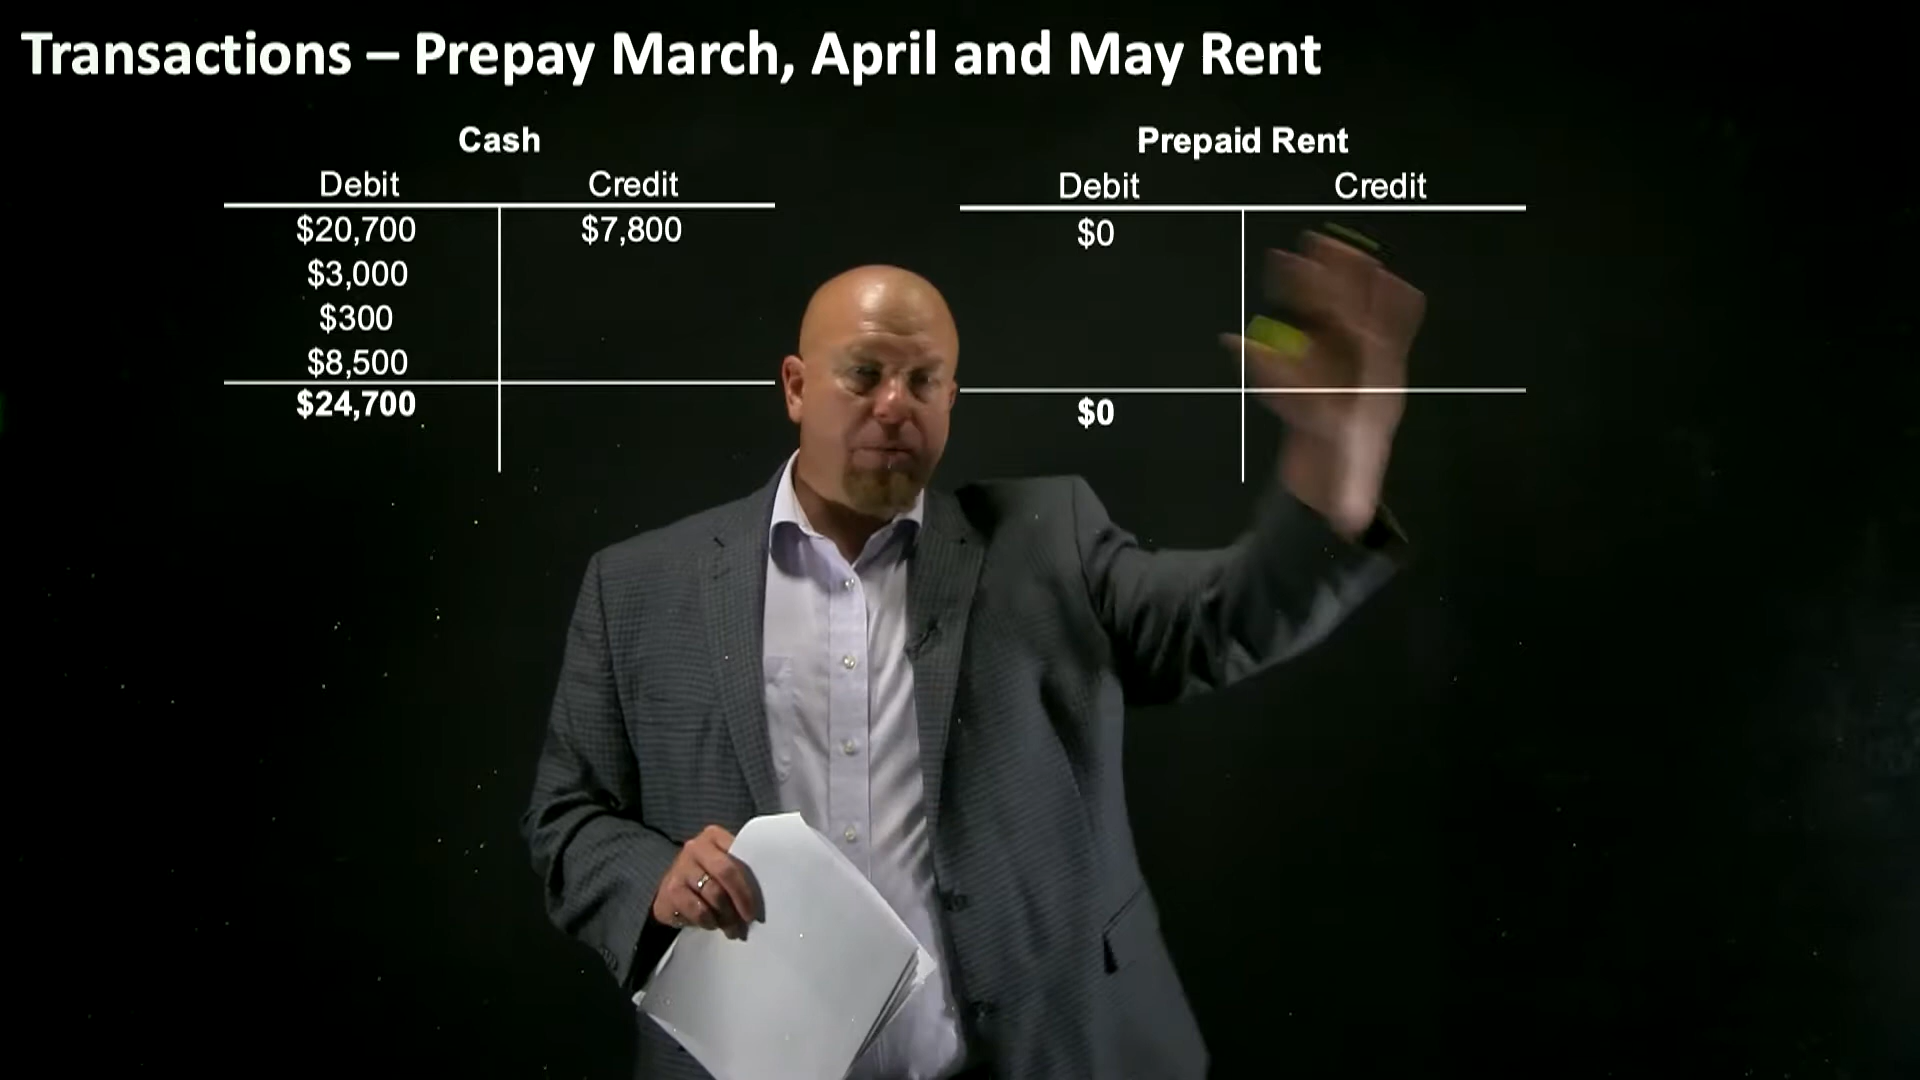 Transactions – Prepay March, April and May Rent
Cash
Debit Credit
$20,700 $7,800
$3,000
$300
$8,500
$24,700
Prepaid Rent
Debit Credit
$0
$0